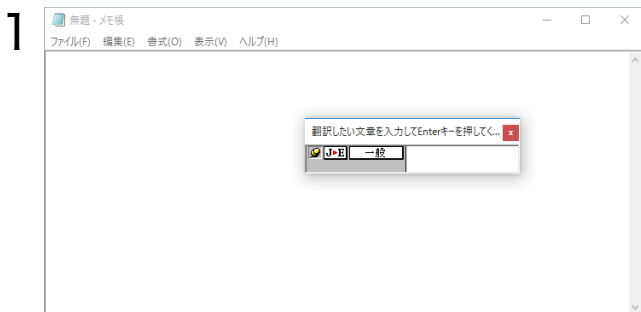 1
無題 - メモ帳
ファイル(F) 編集(E) 書式(O) 表示(V) ヘルプ(H)
翻訳したい文章を入力してEnterキーを押してく... x
J▸E 一般